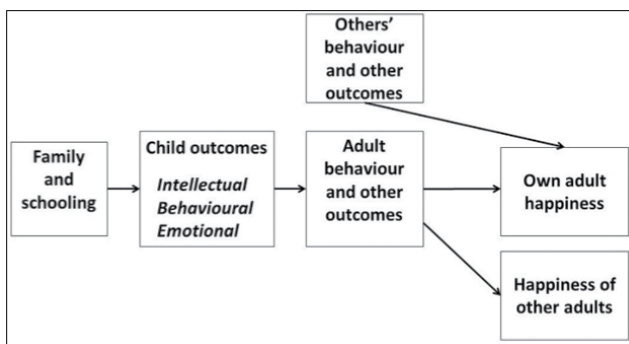 Others’
behaviour
and other
outcomes
Family
and
schooling
Child outcomes
Intellectual
Behavioural
Emotional
Adult
behaviour
and other
outcomes
Own adult
happiness
Happiness of
other adults